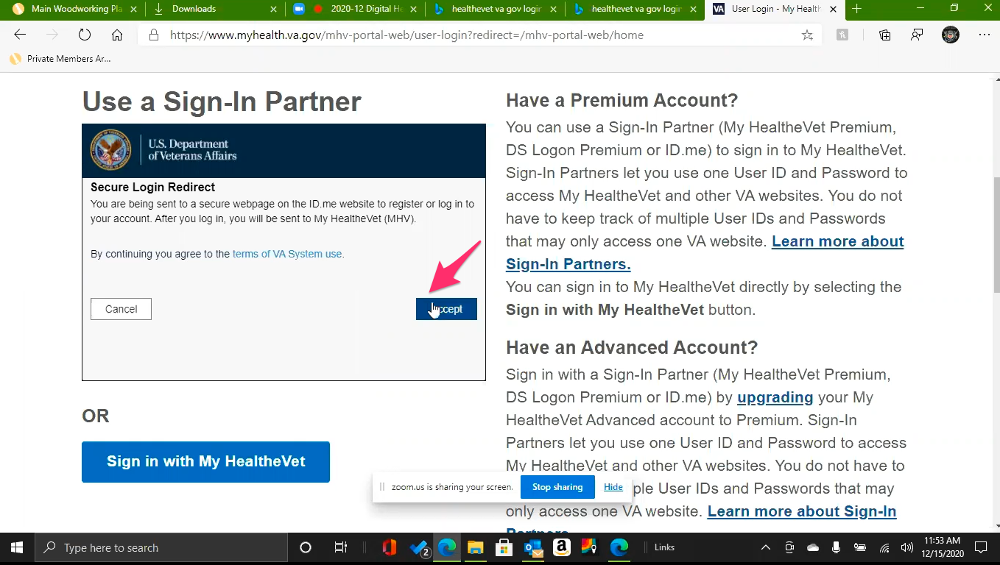 Main Woodworking Pla
Downloads
2020-12 Digital He
healthevet va gov login
healthevet va gov login
VA User Login - My Health
https://www.myhealth.va.gov/mhv-portal-web/user-login?redirect=/mhv-portal-web/home
Private Members Ar...
Use a Sign-In Partner
U.S. Department
of Veterans Affairs
Secure Login Redirect
You are being sent to a secure webpage on the ID.me website to register or log in to
your account. After you log in, you will be sent to My HealtheVet (MHV).
By continuing you agree to the terms of VA System use.
Cancel
ccept
OR
Sign in with My HealtheVet
Have a Premium Account?
You can use a Sign-In Partner (My HealtheVet Premium,
DS Logon Premium or ID.me) to sign in to My HealtheVet.
Sign-In Partners let you use one User ID and Password to
access My HealtheVet and other VA websites. You do not
have to keep track of multiple User IDs and Passwords
that may only access one VA website. Learn more about
Sign-In Partners.
You can sign in to My HealtheVet directly by selecting the
Sign in with My HealtheVet button.
Have an Advanced Account?
Sign in with a Sign-In Partner (My HealtheVet Premium,
DS Logon Premium or ID.me) by upgrading your My
HealtheVet Advanced account to Premium. Sign-In
Partners let you use one User ID and Password to access
My HealtheVet and other VA websites. You do not have to
ple User IDs and Passwords that may
only access one VA website. Learn more about Sign-In
Partners.
zoom.us is sharing your screen.
Stop sharing
Hide
Type here to search
2
a
Links
11:53 AM
12/15/2020